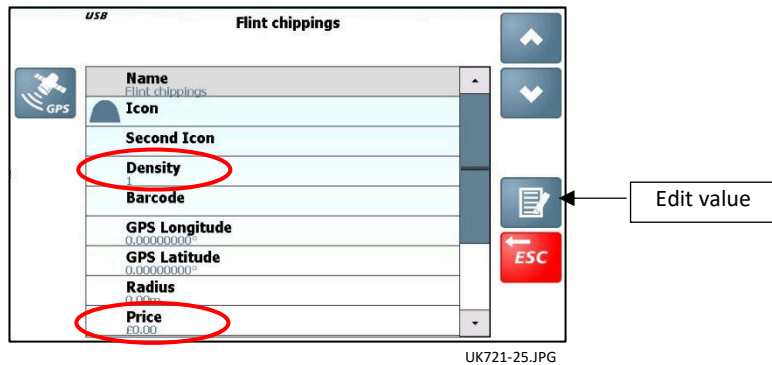 USB
Flint chippings
GPS
Name
Flint chippings
Icon
Second Icon
Density
1
Barcode
GPS Longitude
0.00000000°
GPS Latitude
0.00000000°
Radius
0.00m
Price
£0.00
ESC
Edit value
UK721-25.JPG